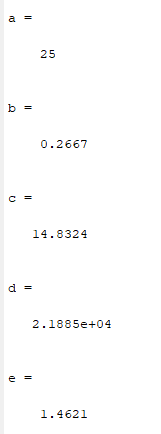 a =
25
b =
0.2667
c =
14.8324
d =
2.1885e+04
e =
1.4621